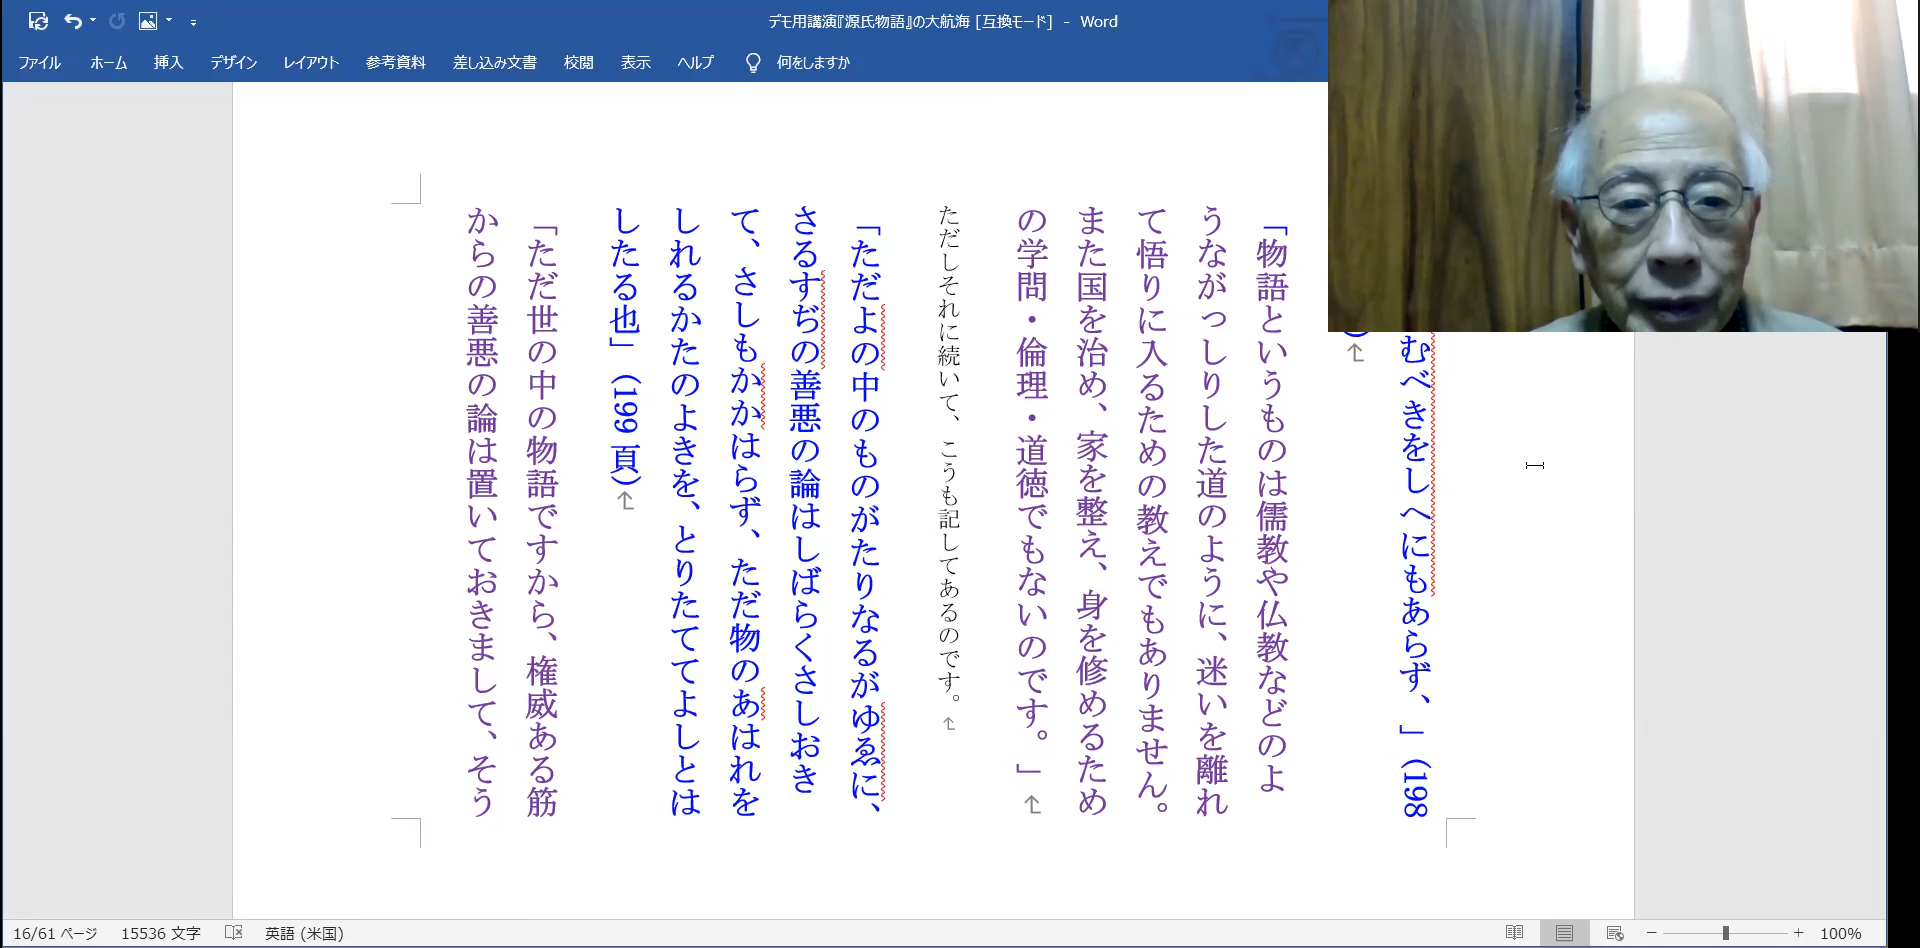 デモ用講演『源氏物語』の大航海 [互換モード] - Word
ファイル ホーム 挿入 デザイン レイアウト 参考資料 差し込み文書 校閲 表示 ヘルプ 何をしますか
むべきをしへにもあらず、」（198
「物語というものは儒教や仏教などのよ
うながっしりした道のように、迷いを離れ
て悟りに入るための教えでもありません。
また国を治め、家を整え、身を修めるため
の学問・倫理・道徳でもないのです。」
ただしそれに続いて、こうも記してあるのです。
「ただよの中のものがたりなるがゆゑに、
さるすぢの善悪の論はしばらくさしおき
て、さしもかかはらず、ただ物のあはれを
しれるかたのよきを、とりたててよしとは
したる也」（199 頁）
「ただ世の中の物語ですから、権威ある筋
からの善悪の論は置いておきまして、そう
16/61 ページ 15536 文字 英語 (米国) 100%